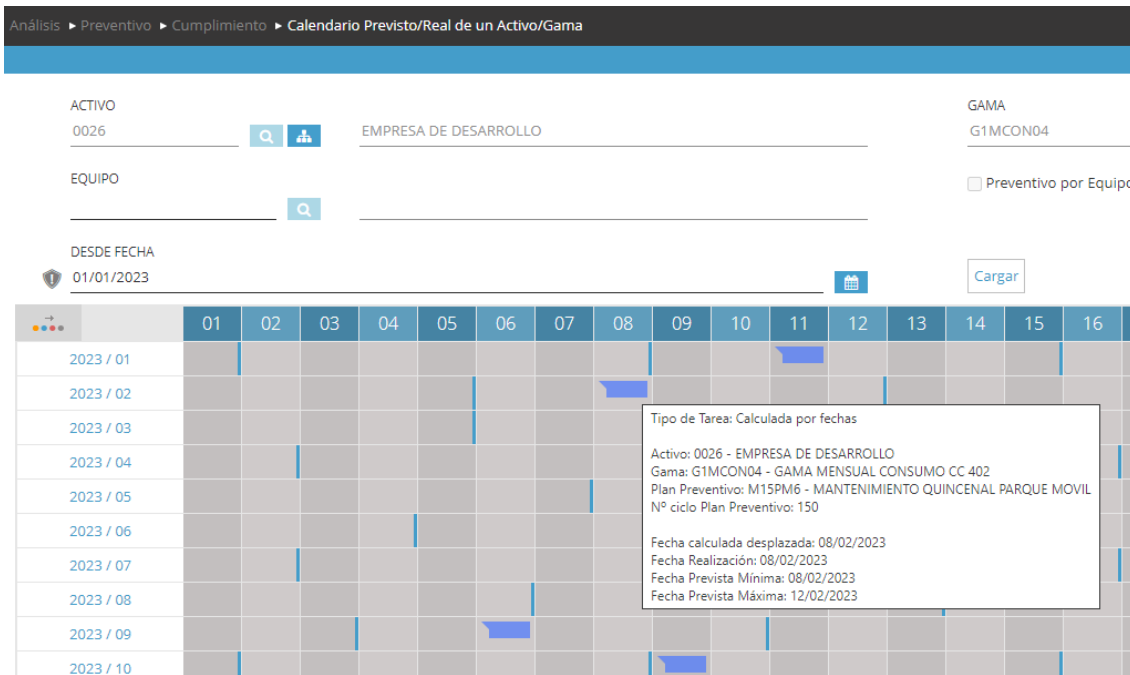 Análisis ▸ Preventivo ▸ Cumplimiento ▸ Calendario Previsto/Real de un Activo/Gama
ACTIVO
0026
EMPRESA DE DESARROLLO
GAMA
G1MCON04
EQUIPO
Preventivo por Equipo
DESDE FECHA
01/01/2023
Cargar
01 02 03 04 05 06 07 08 09 10 11 12 13 14 15 16
2023 / 01
2023 / 02
2023 / 03
2023 / 04
2023 / 05
2023 / 06
2023 / 07
2023 / 08
2023 / 09
2023 / 10
Tipo de Tarea: Calculada por fechas
Activo: 0026 - EMPRESA DE DESARROLLO
Gama: G1MCON04 - GAMA MENSUAL CONSUMO CC 402
Plan Preventivo: M15PM6 - MANTENIMIENTO QUINCENAL PARQUE MOVIL
Nº ciclo Plan Preventivo: 150
Fecha calculada desplazada: 08/02/2023
Fecha Realización: 08/02/2023
Fecha Prevista Mínima: 08/02/2023
Fecha Prevista Máxima: 12/02/2023